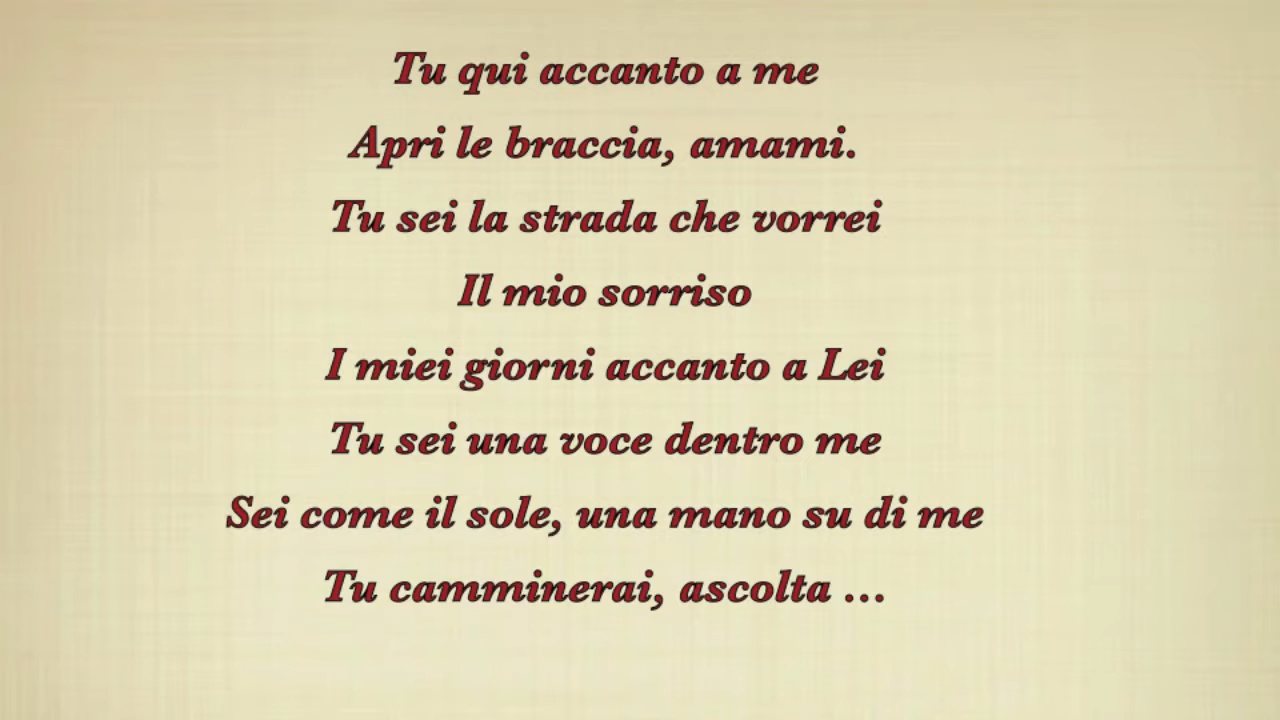 Tu qui accanto a me
Apri le braccia, amami.
Tu sei la strada che vorrei
Il mio sorriso
I miei giorni accanto a Lei
Tu sei una voce dentro me
Sei come il sole, una mano su di me
Tu camminerai, ascolta ...